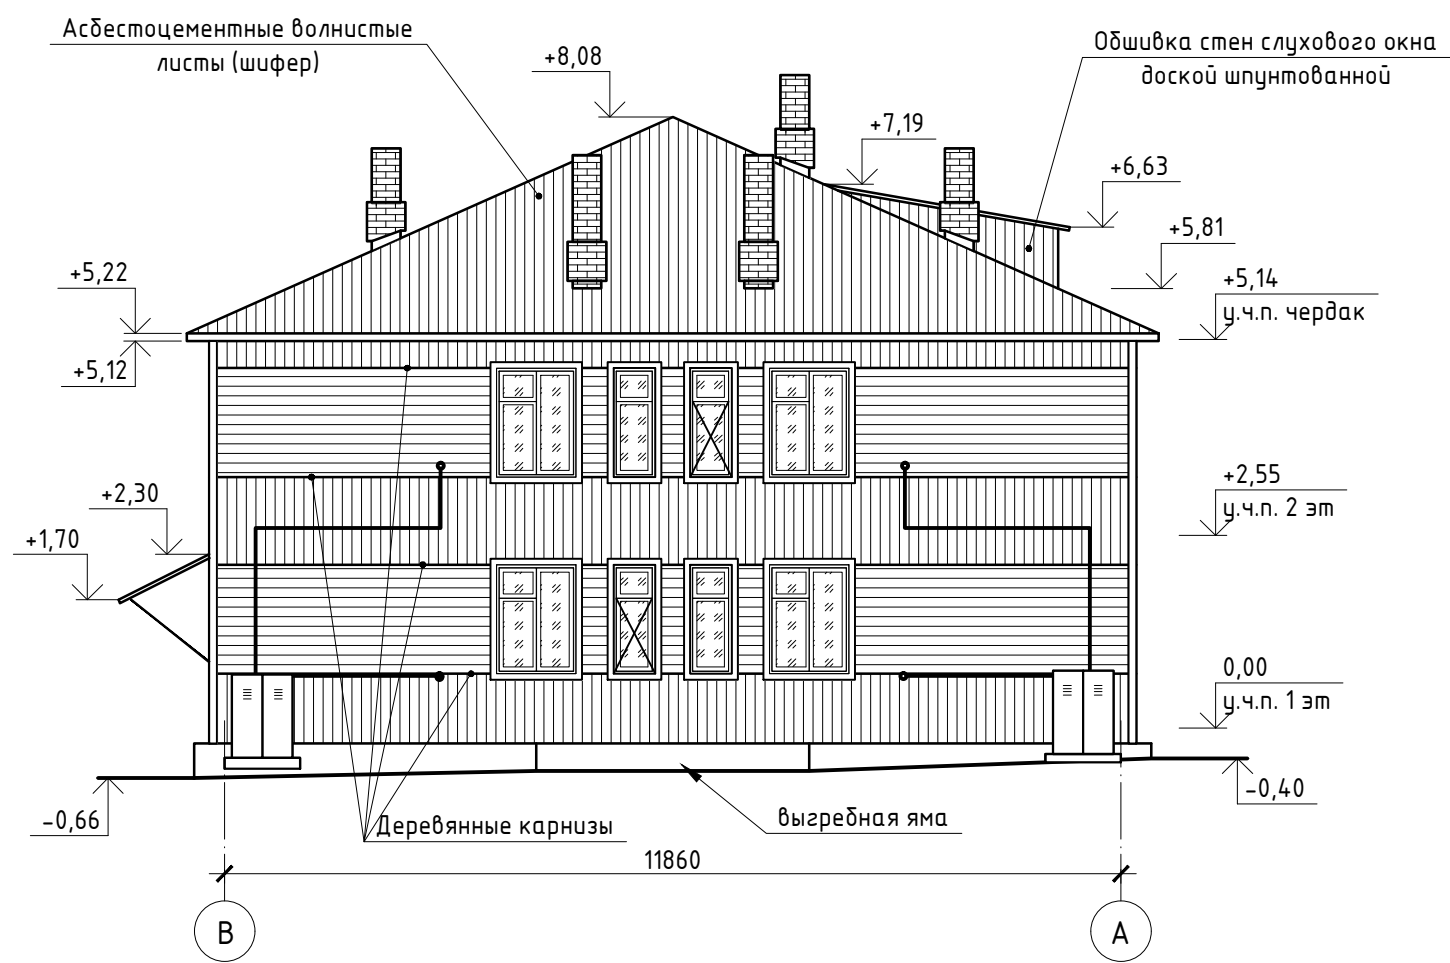 Асбестоцементные волнистые
листы (шифер)
+8,08
Обшивка стен слухового окна
доской шпунтованной
+7,19
+6,63
+5,81
+5,22
+5,14
у.ч.п. чердак
+5,12
+2,55
у.ч.п. 2 эт
+2,30
+1,70
0,00
у.ч.п. 1 эт
-0,40
-0,66
Деревянные карнизы
выгребная яма
11860
В
А